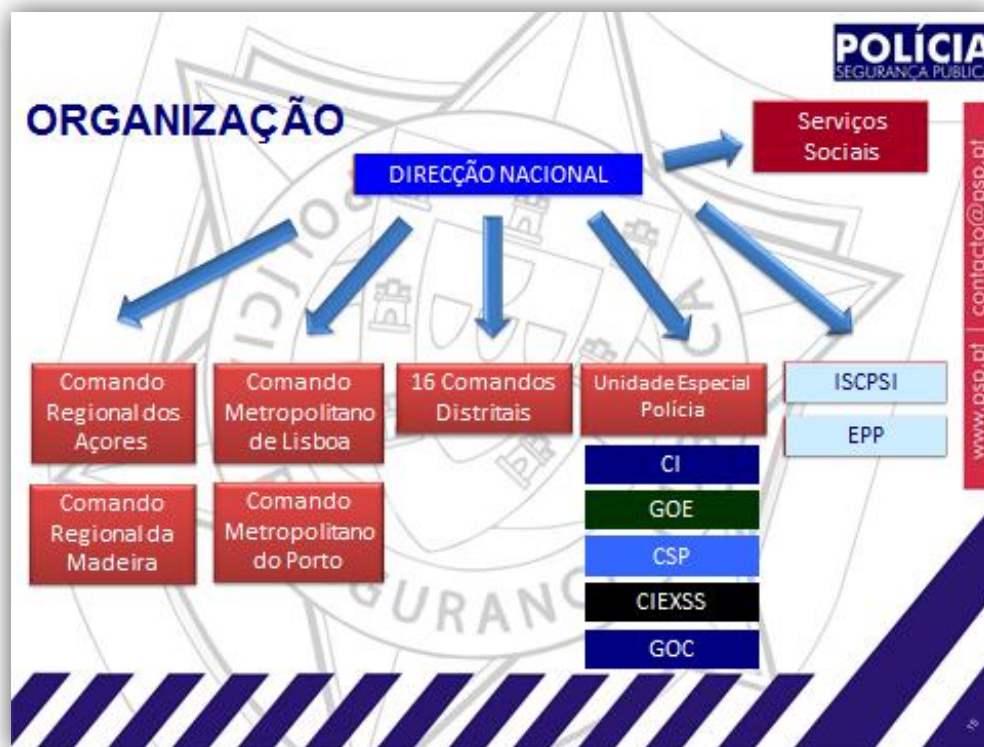 POLÍCIA
SEGURANÇA PÚBLICA
ORGANIZAÇÃO
Serviços
Sociais
DIRECÇÃO NACIONAL
Comando
Regional dos
Açores
Comando
Metropolitano
de Lisboa
16 Comandos
Distritais
Unidade Especial
Polícia
ISCPSI
EPP
CI
GOE
CSP
CIEXSS
GOC
Comando
Regional da
Madeira
Comando
Metropolitano
do Porto
www.psp.pt | contacto@psp.pt